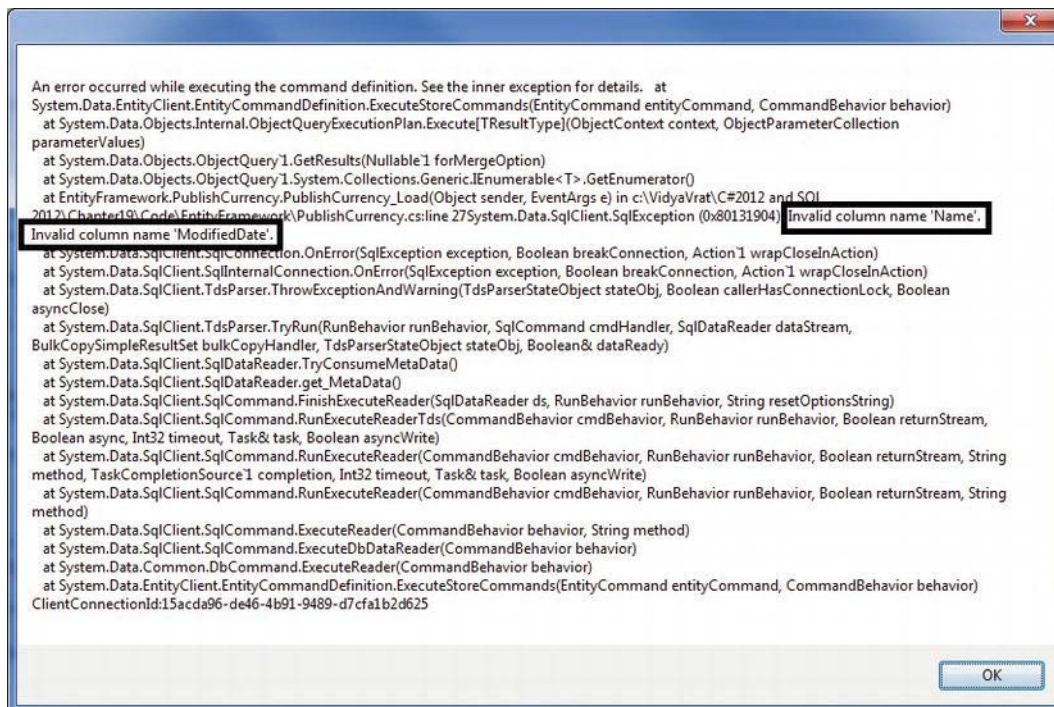 An error occurred while executing the command definition. See the inner exception for details.   at
System.Data.EntityClient.EntityCommandDefinition.ExecuteStoreCommands(EntityCommand entityCommand, CommandBehavior behavior)
at System.Data.Objects.Internal.ObjectQueryExecutionPlan.Execute[TResultType](ObjectContext context, ObjectParameterCollection
parameterValues)
at System.Data.Objects.ObjectQuery`1.GetResults(Nullable`1 forMergeOption)
at System.Data.Objects.ObjectQuery`1.System.Collections.Generic.IEnumerable<T>.GetEnumerator()
at EntityFramework.PublishCurrency.PublishCurrency_Load(Object sender, EventArgs e) in c:\VidyaVrat\C#2012 and SQL
2012\Chapter19\Code\EntityFramework\PublishCurrency.cs:line 27System.Data.SqlClient.SqlException (0x80131904) Invalid column name 'Name'.
Invalid column name 'ModifiedDate'.
at System.Data.SqlClient.SqlConnection.OnError(SqlException exception, Boolean breakConnection, Action`1 wrapCloseInAction)
at System.Data.SqlClient.SqlInternalConnection.OnError(SqlException exception, Boolean breakConnection, Action`1 wrapCloseInAction)
at System.Data.SqlClient.TdsParser.ThrowExceptionAndWarning(TdsParserStateObject stateObj, Boolean callerHasConnectionLock, Boolean
asyncClose)
at System.Data.SqlClient.TdsParser.TryRun(RunBehavior runBehavior, SqlCommand cmdHandler, SqlDataReader dataStream,
BulkCopySimpleResultSet bulkCopyHandler, TdsParserStateObject stateObj, Boolean& dataReady)
at System.Data.SqlClient.SqlDataReader.TryConsumeMetaData()
at System.Data.SqlClient.SqlDataReader.get_MetaData()
at System.Data.SqlClient.SqlCommand.FinishExecuteReader(SqlDataReader ds, RunBehavior runBehavior, String resetOptionsString)
at System.Data.SqlClient.SqlCommand.RunExecuteReaderTds(CommandBehavior cmdBehavior, RunBehavior runBehavior, Boolean returnStream,
Boolean async, Int32 timeout, Task& task, Boolean asyncWrite)
at System.Data.SqlClient.SqlCommand.RunExecuteReader(CommandBehavior cmdBehavior, RunBehavior runBehavior, Boolean returnStream, String
method, TaskCompletionSource`1 completion, Int32 timeout, Task& task, Boolean asyncWrite)
at System.Data.SqlClient.SqlCommand.RunExecuteReader(CommandBehavior cmdBehavior, RunBehavior runBehavior, Boolean returnStream, String
method)
at System.Data.SqlClient.SqlCommand.ExecuteReader(CommandBehavior behavior, String method)
at System.Data.SqlClient.SqlCommand.ExecuteDbDataReader(CommandBehavior behavior)
at System.Data.Common.DbCommand.ExecuteReader(CommandBehavior behavior)
at System.Data.EntityClient.EntityCommandDefinition.ExecuteStoreCommands(EntityCommand entityCommand, CommandBehavior behavior)
ClientConnectionId:15acda96-de46-4b91-9489-d7cfa1b2d625
OK